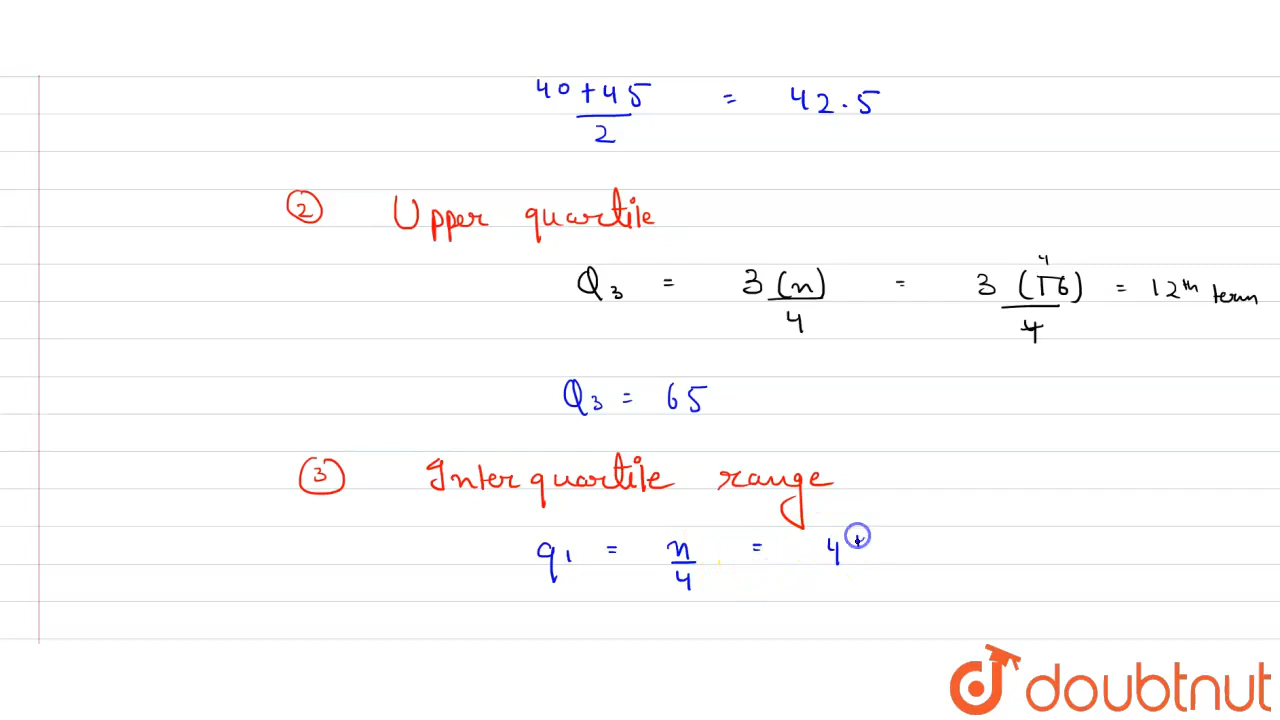 40+45
2
= 42.5
2 Upper quartile
Q3 = 3(n) = 3(16) = 12th term
4 4
4
Q3 = 65
3 Interquartile range
q1 = n = 4t
4
doubtnut